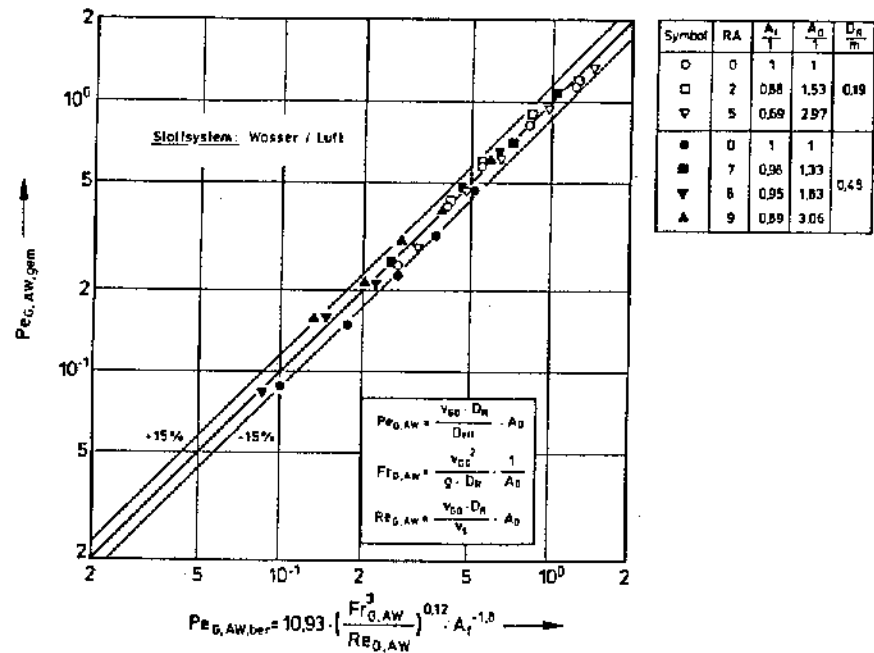 2
10⁰
5
2
10⁻¹
5
2
2
5
10⁻¹
2
5
10⁰
2
Pe_G,AW,gem
Stoffsystem: Wasser / Luft
+15%
-15%
Pe_G,AW = v_G0 · D_R / D_eff · A_0
Fr_G,AW = v_G0² / g · D_R · 1 / A_0
Re_G,AW = v_G0 · D_R / ν_L · A_0
Pe_G,AW,ber = 10,93 · (Fr³_G,AW / Re_G,AW)^0,12 · A_f^-1,8
Symbol RA A_f/1 A_0/1 D_R/m
○ 0 1 1
□ 2 0,88 1,53 0,19
▽ 5 0,69 2,97
● 0 1 1
■ 7 0,96 1,33 0,45
▼ 8 0,95 1,83
▲ 9 0,89 3,06